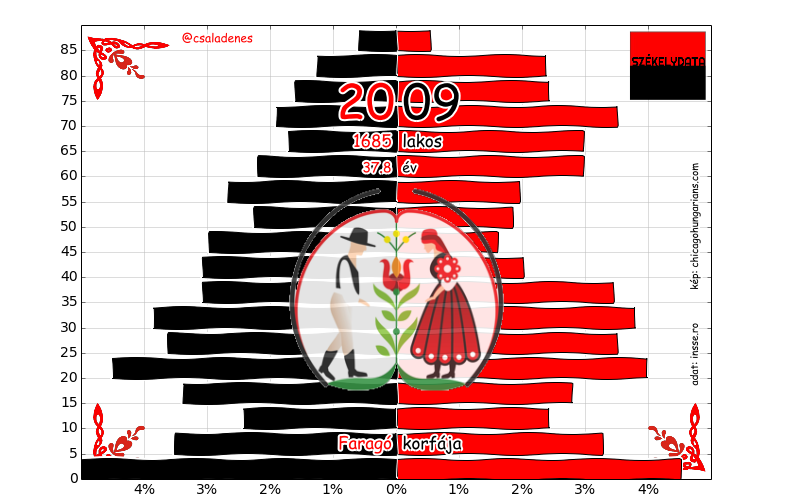 @csaladenes
SZÉKELYDATA
2009
1685 lakos
37.8 év
kép: chicagohungarians.com
adat: insse.ro
Faragó korfája
85
80
75
70
65
60
55
50
45
40
35
30
25
20
15
10
5
0
4% 3% 2% 1% 0% 1% 2% 3% 4%